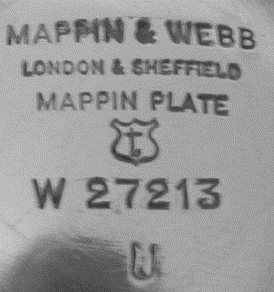 MAPPIN & WEBB
LONDON & SHEFFIELD
MAPPIN PLATE
t
W 27213